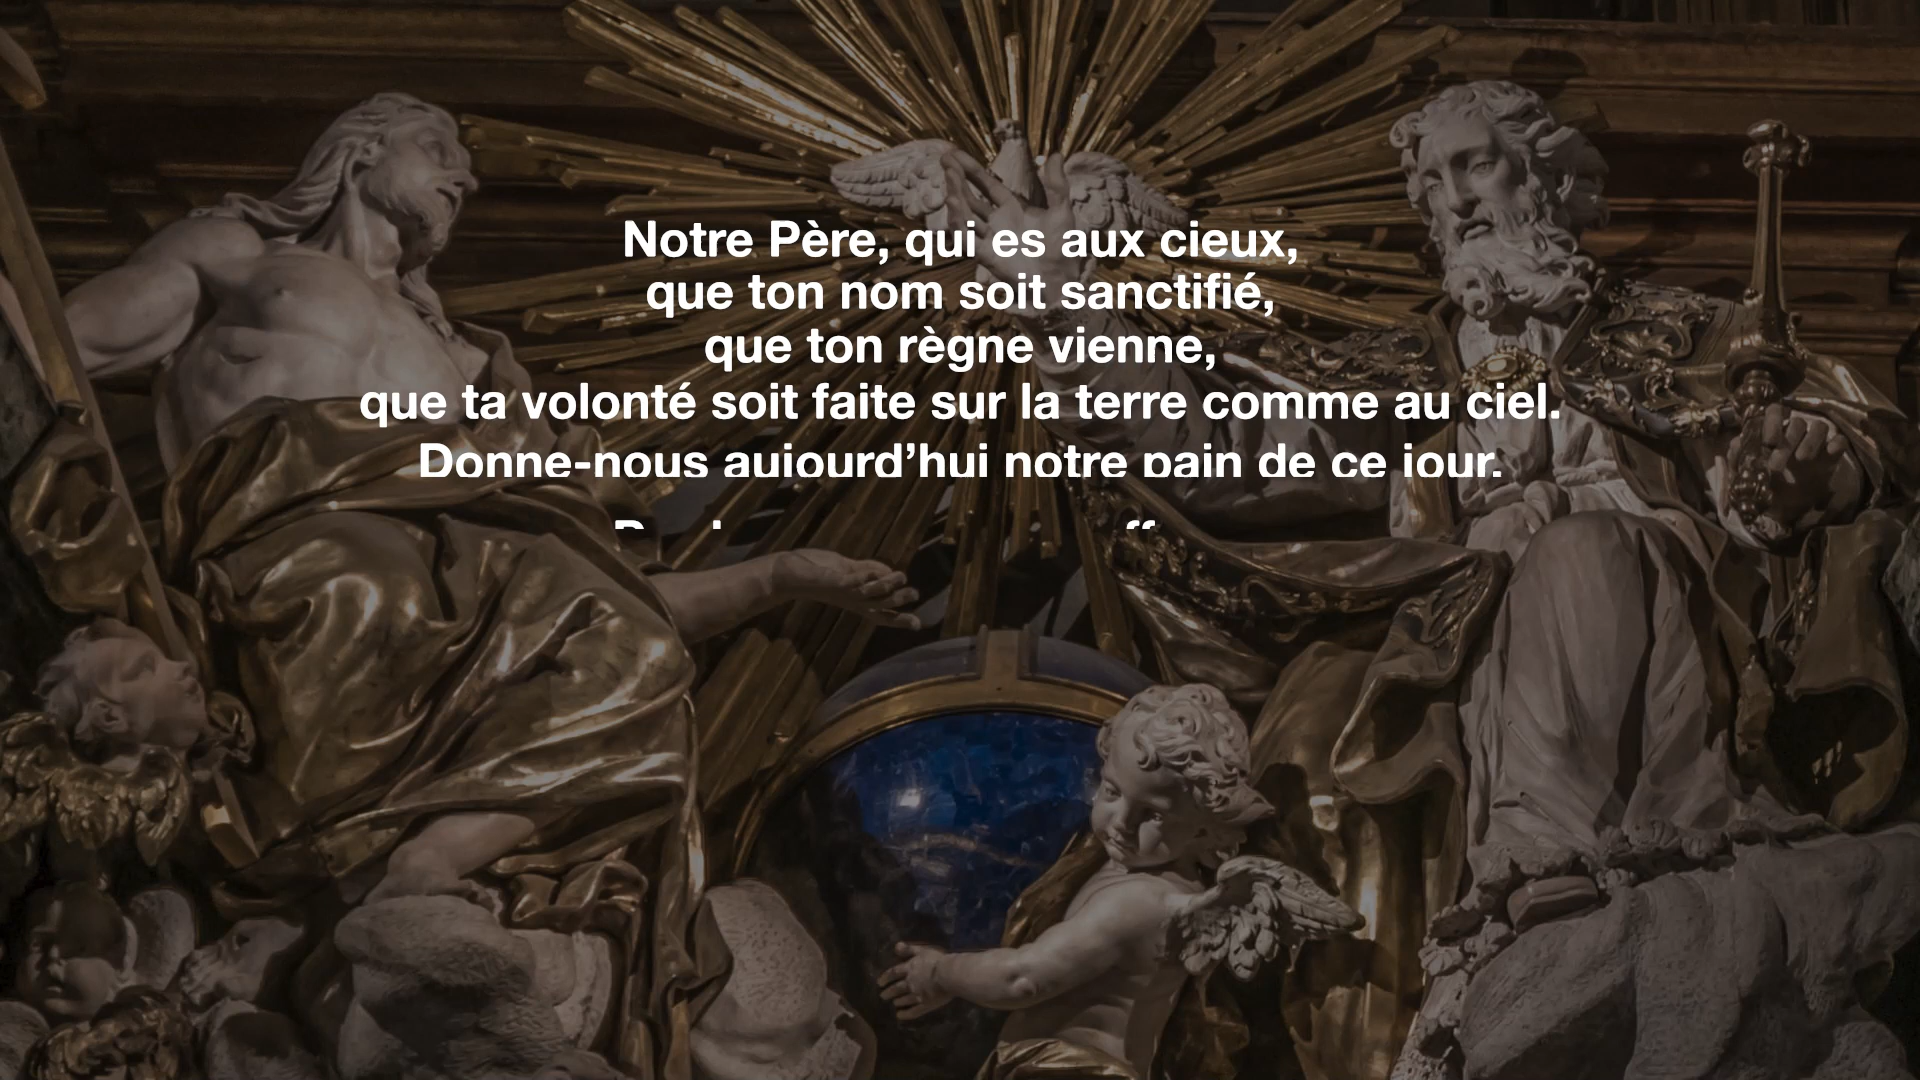 Notre Père, qui es aux cieux,
que ton nom soit sanctifié,
que ton règne vienne,
que ta volonté soit faite sur la terre comme au ciel.
Donne-nous aujourd’hui notre pain de ce jour.